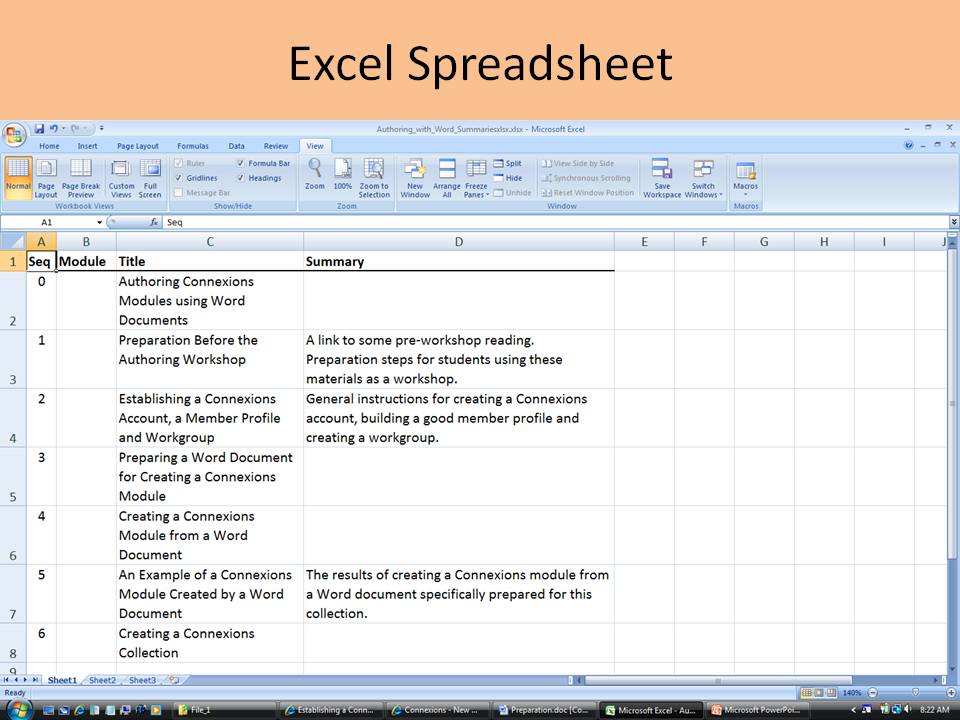 Excel Spreadsheet
Authoring_with_Word_Summariesxlsx.xlsx - Microsoft Excel
Home Insert Page Layout Formulas Data Review View
Ruler Formula Bar Split View Side by Side
Gridlines Headings Hide Synchronous Scrolling
Message Bar Unhide Reset Window Position
Normal Page Layout Page Break Preview Custom Views Full Screen Zoom 100% Zoom to Selection New Window Arrange All Freeze Panes Save Workspace Switch Windows Macros
Workbook Views Show/Hide Zoom Window Macros
A1 fx Seq
A B C D E F G H I J
1 Seq Module Title Summary
0 Authoring Connexions
Modules using Word
2 Documents
1 Preparation Before the A link to some pre-workshop reading.
Authoring Workshop Preparation steps for students using these
3 materials as a workshop.
2 Establishing a Connexions General instructions for creating a Connexions
Account, a Member Profile account, building a good member profile and
4 and Workgroup creating a workgroup.
3 Preparing a Word Document
for Creating a Connexions
5 Module
4 Creating a Connexions
Module from a Word
6 Document
5 An Example of a Connexions The results of creating a Connexions module from
Module Created by a Word a Word document specifically prepared for this
7 Document collection.
6 Creating a Connexions
8 Collection
9
Sheet1 Sheet2 Sheet3
Ready 140%
File_1 Establishing a Conn... Connexions - New ... Preparation.doc [Co... Microsoft Excel - Au... Microsoft PowerPoi... 8:22 AM